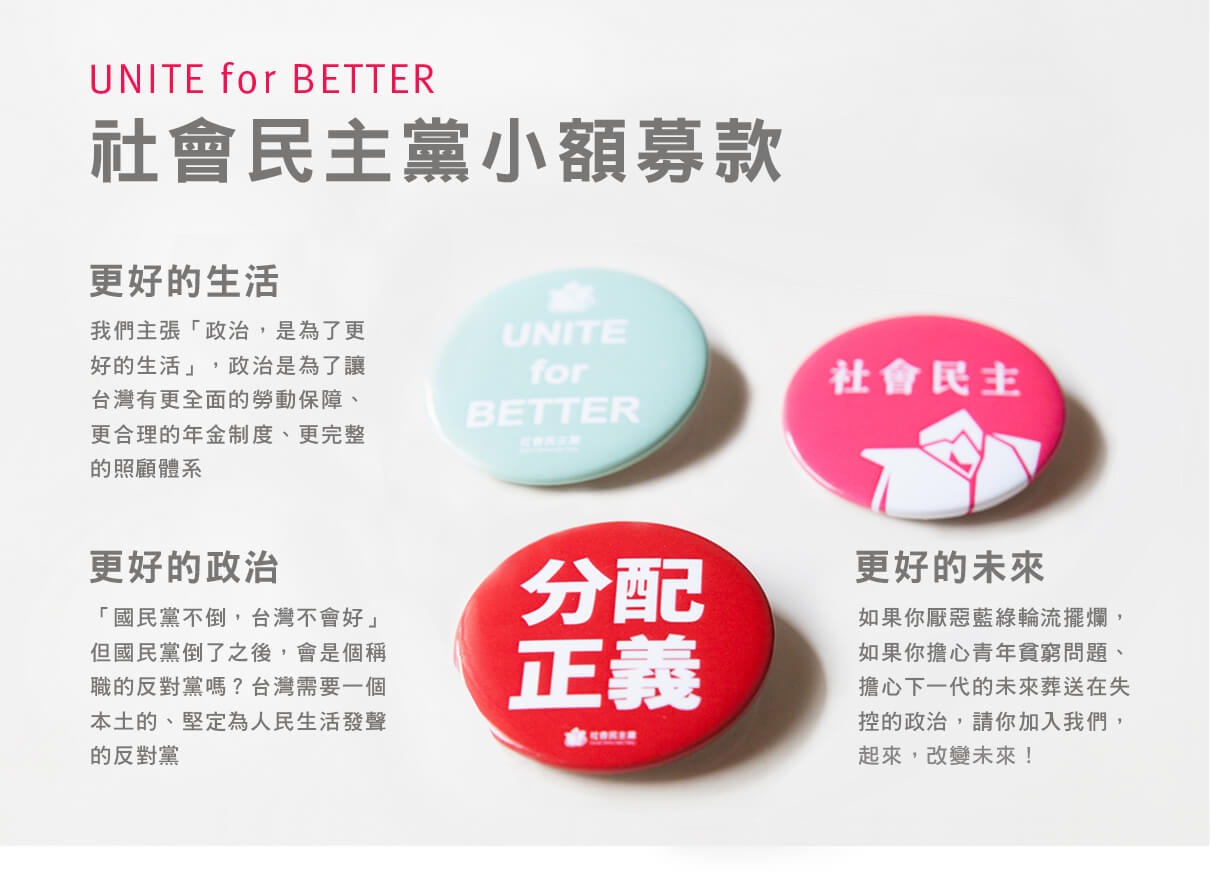 UNITE for BETTER
社會民主黨小額募款
更好的生活
我們主張「政治，是為了更
好的生活」，政治是為了讓
台灣有更全面的勞動保障、
更合理的年金制度、更完整
的照顧體系
UNITE
for
BETTER
社會民主黨
社會民主
更好的政治
「國民黨不倒，台灣不會好」
但國民黨倒了之後，會是個稱
職的反對黨嗎？台灣需要一個
本土的、堅定為人民生活發聲
的反對黨
分配
正義
社會民主黨
更好的未來
如果你厭惡藍綠輪流擺爛，
如果你擔心青年貧窮問題、
擔心下一代的未來葬送在失
控的政治，請你加入我們，
起來，改變未來！